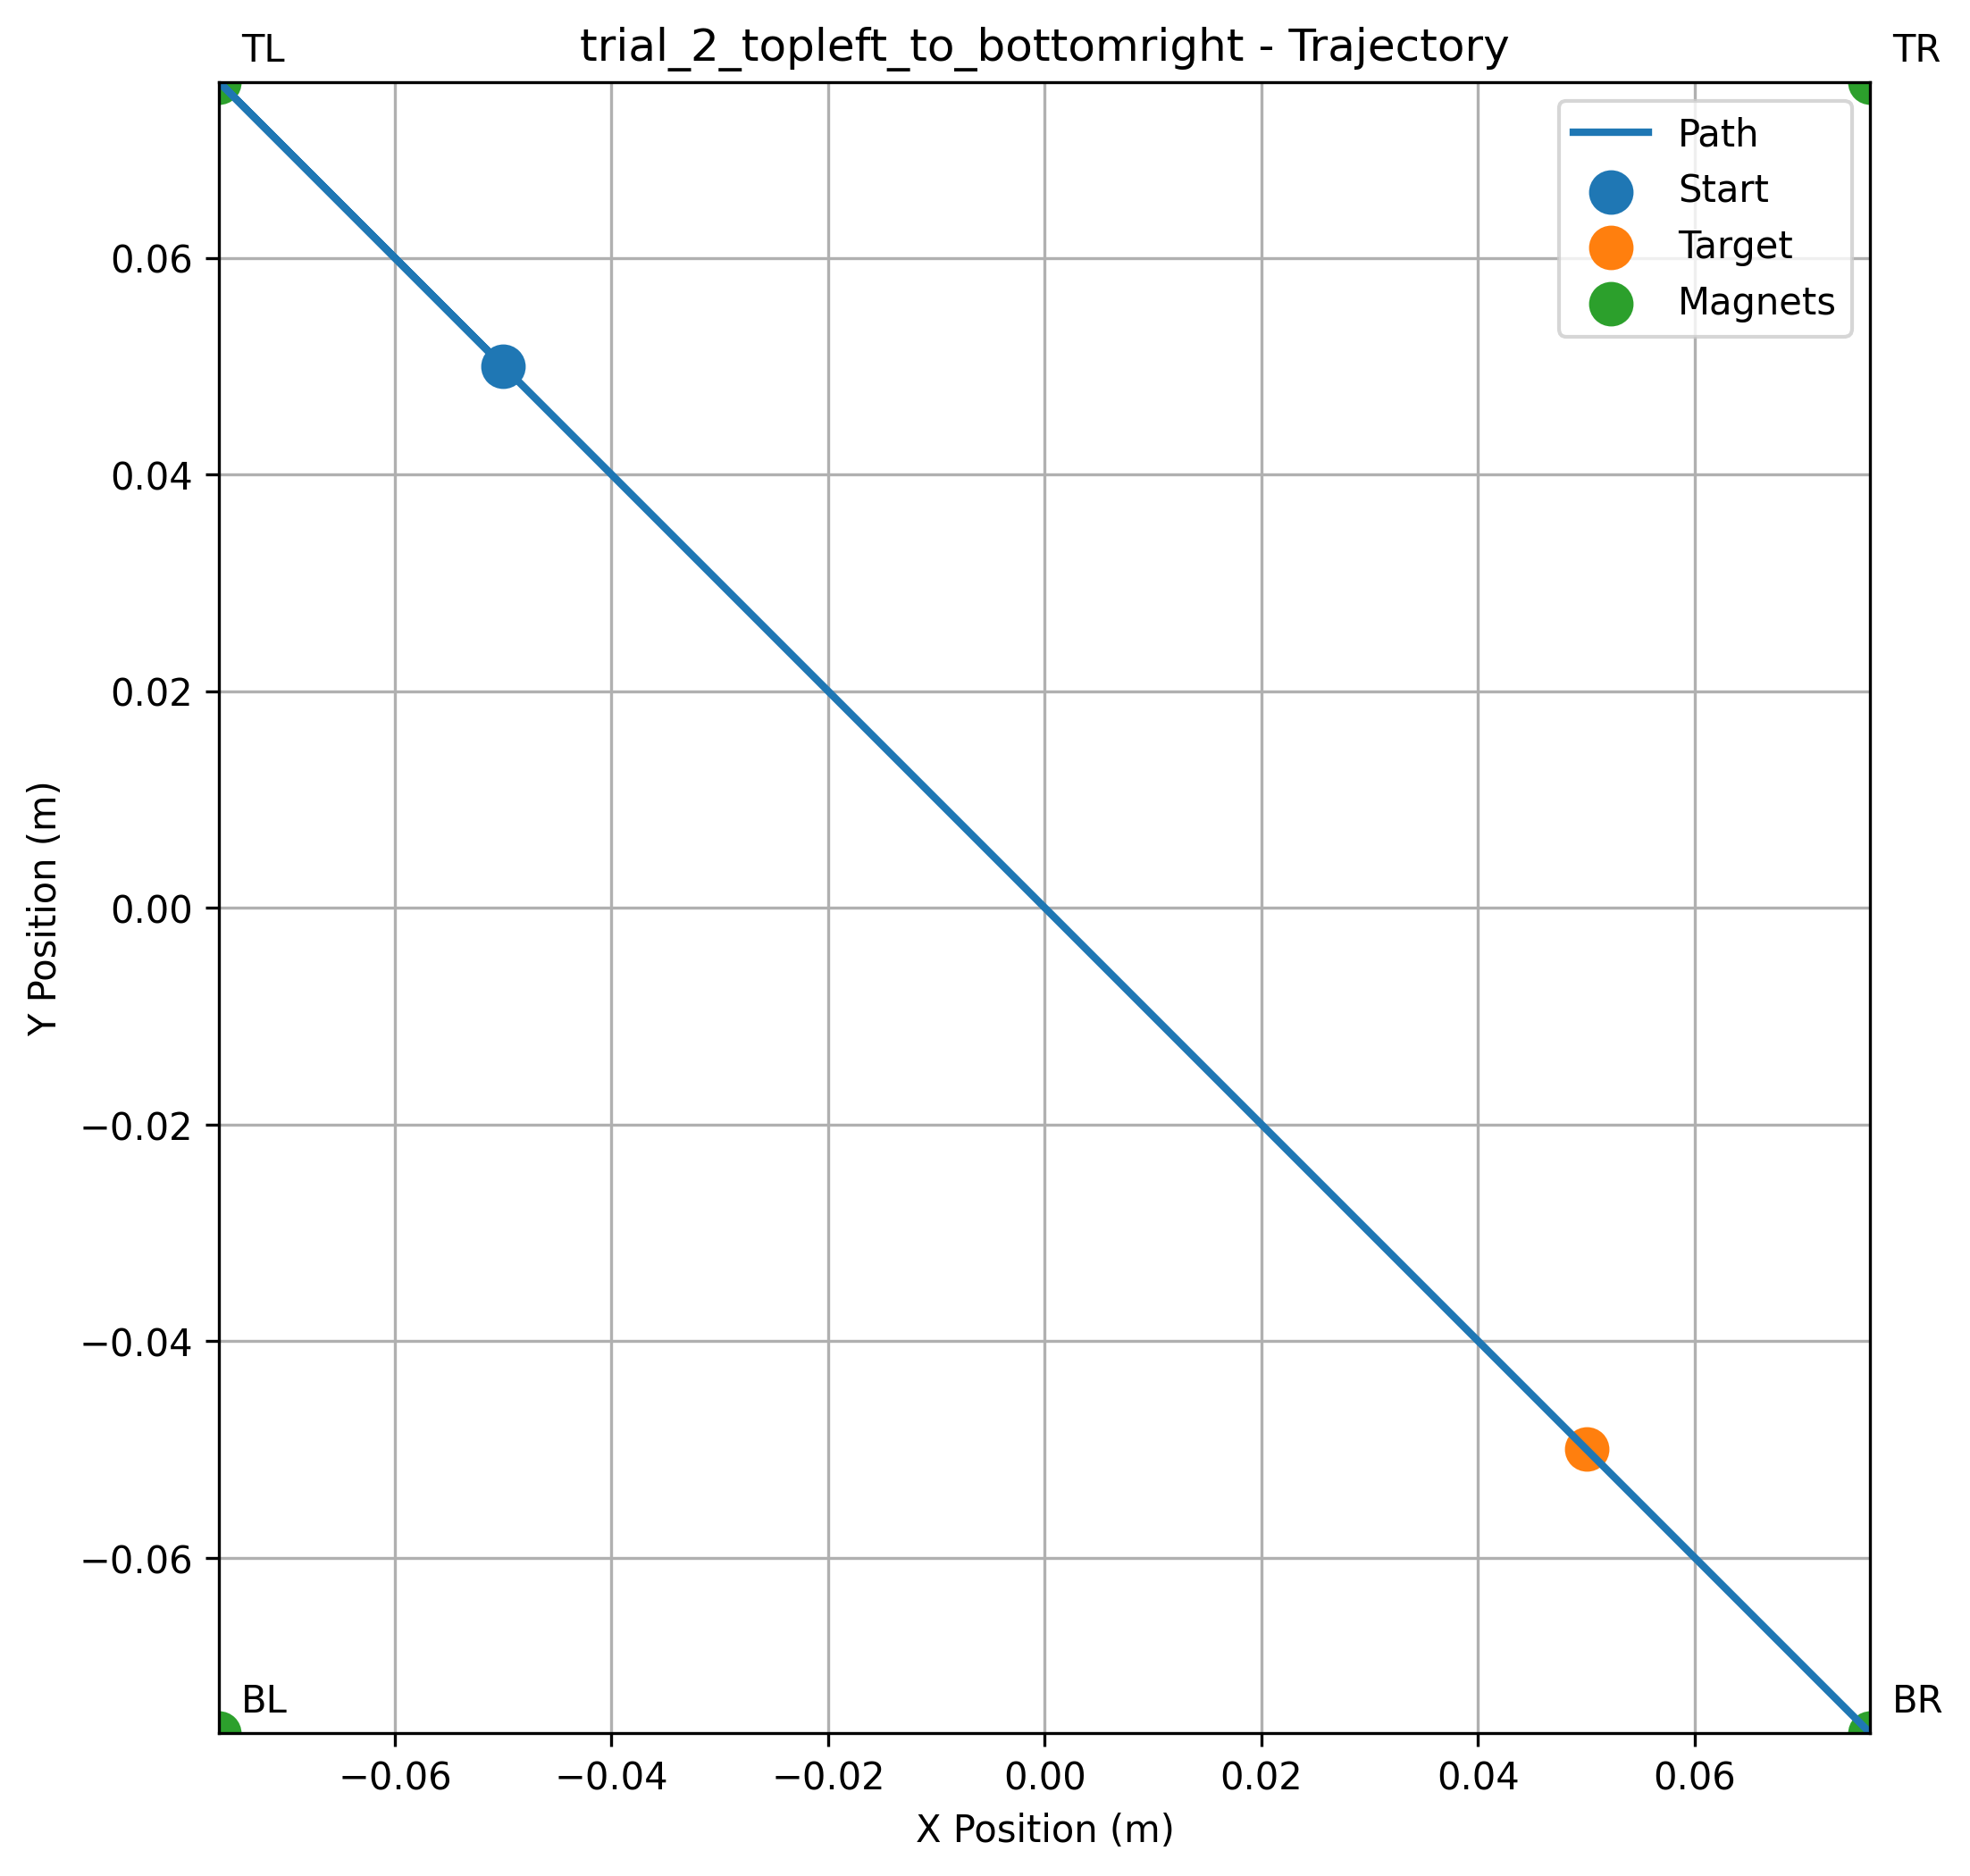 trial_2_topleft_to_bottomright - Trajectory
TL
TR
Path
Start
Target
Magnets
0.06
0.04
0.02
0.00
−0.02
−0.04
−0.06
Y Position (m)
BL
BR
−0.06
−0.04
−0.02
0.00
0.02
0.04
0.06
X Position (m)